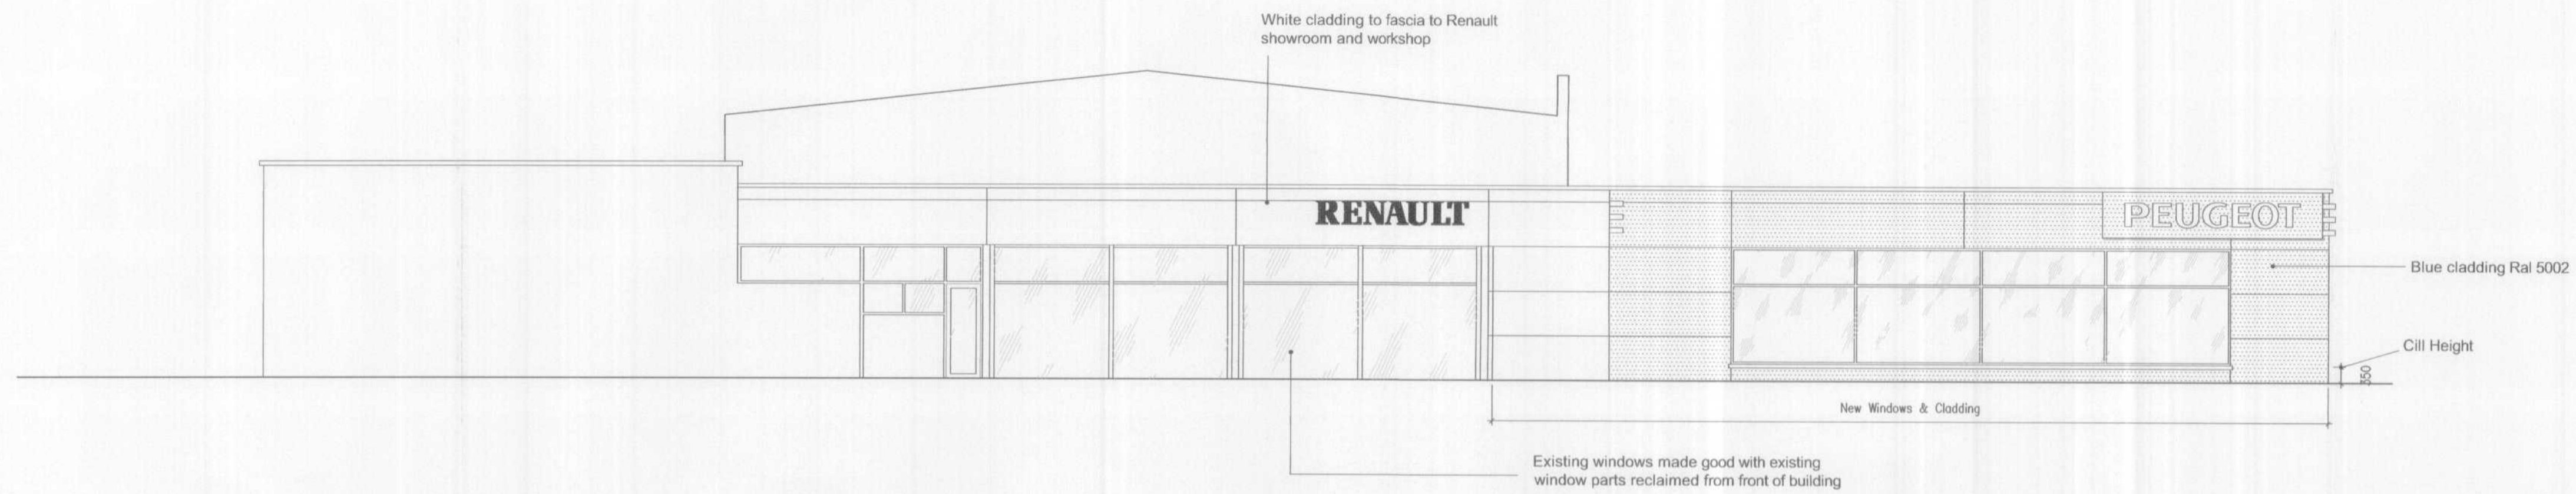 White cladding to fascia to Renault
showroom and workshop
RENAULT
PEUGEOT
Blue cladding Ral 5002
Cill Height
350
New Windows & Cladding
Existing windows made good with existing
window parts reclaimed from front of building